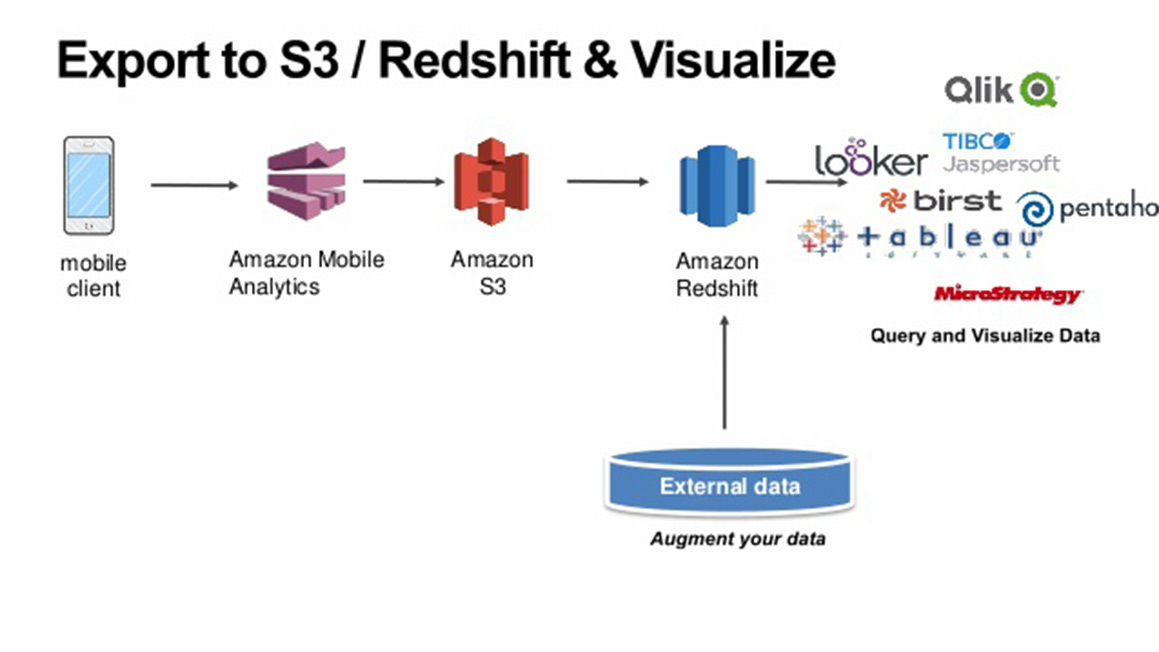 Export to S3 / Redshift & Visualize
Qlik
TIBCO
Jaspersoft
looker
birst
pentaho
+ableau
SOFTWARE
MicroStrategy
Query and Visualize Data
mobile
client
Amazon Mobile
Analytics
Amazon
S3
Amazon
Redshift
External data
Augment your data